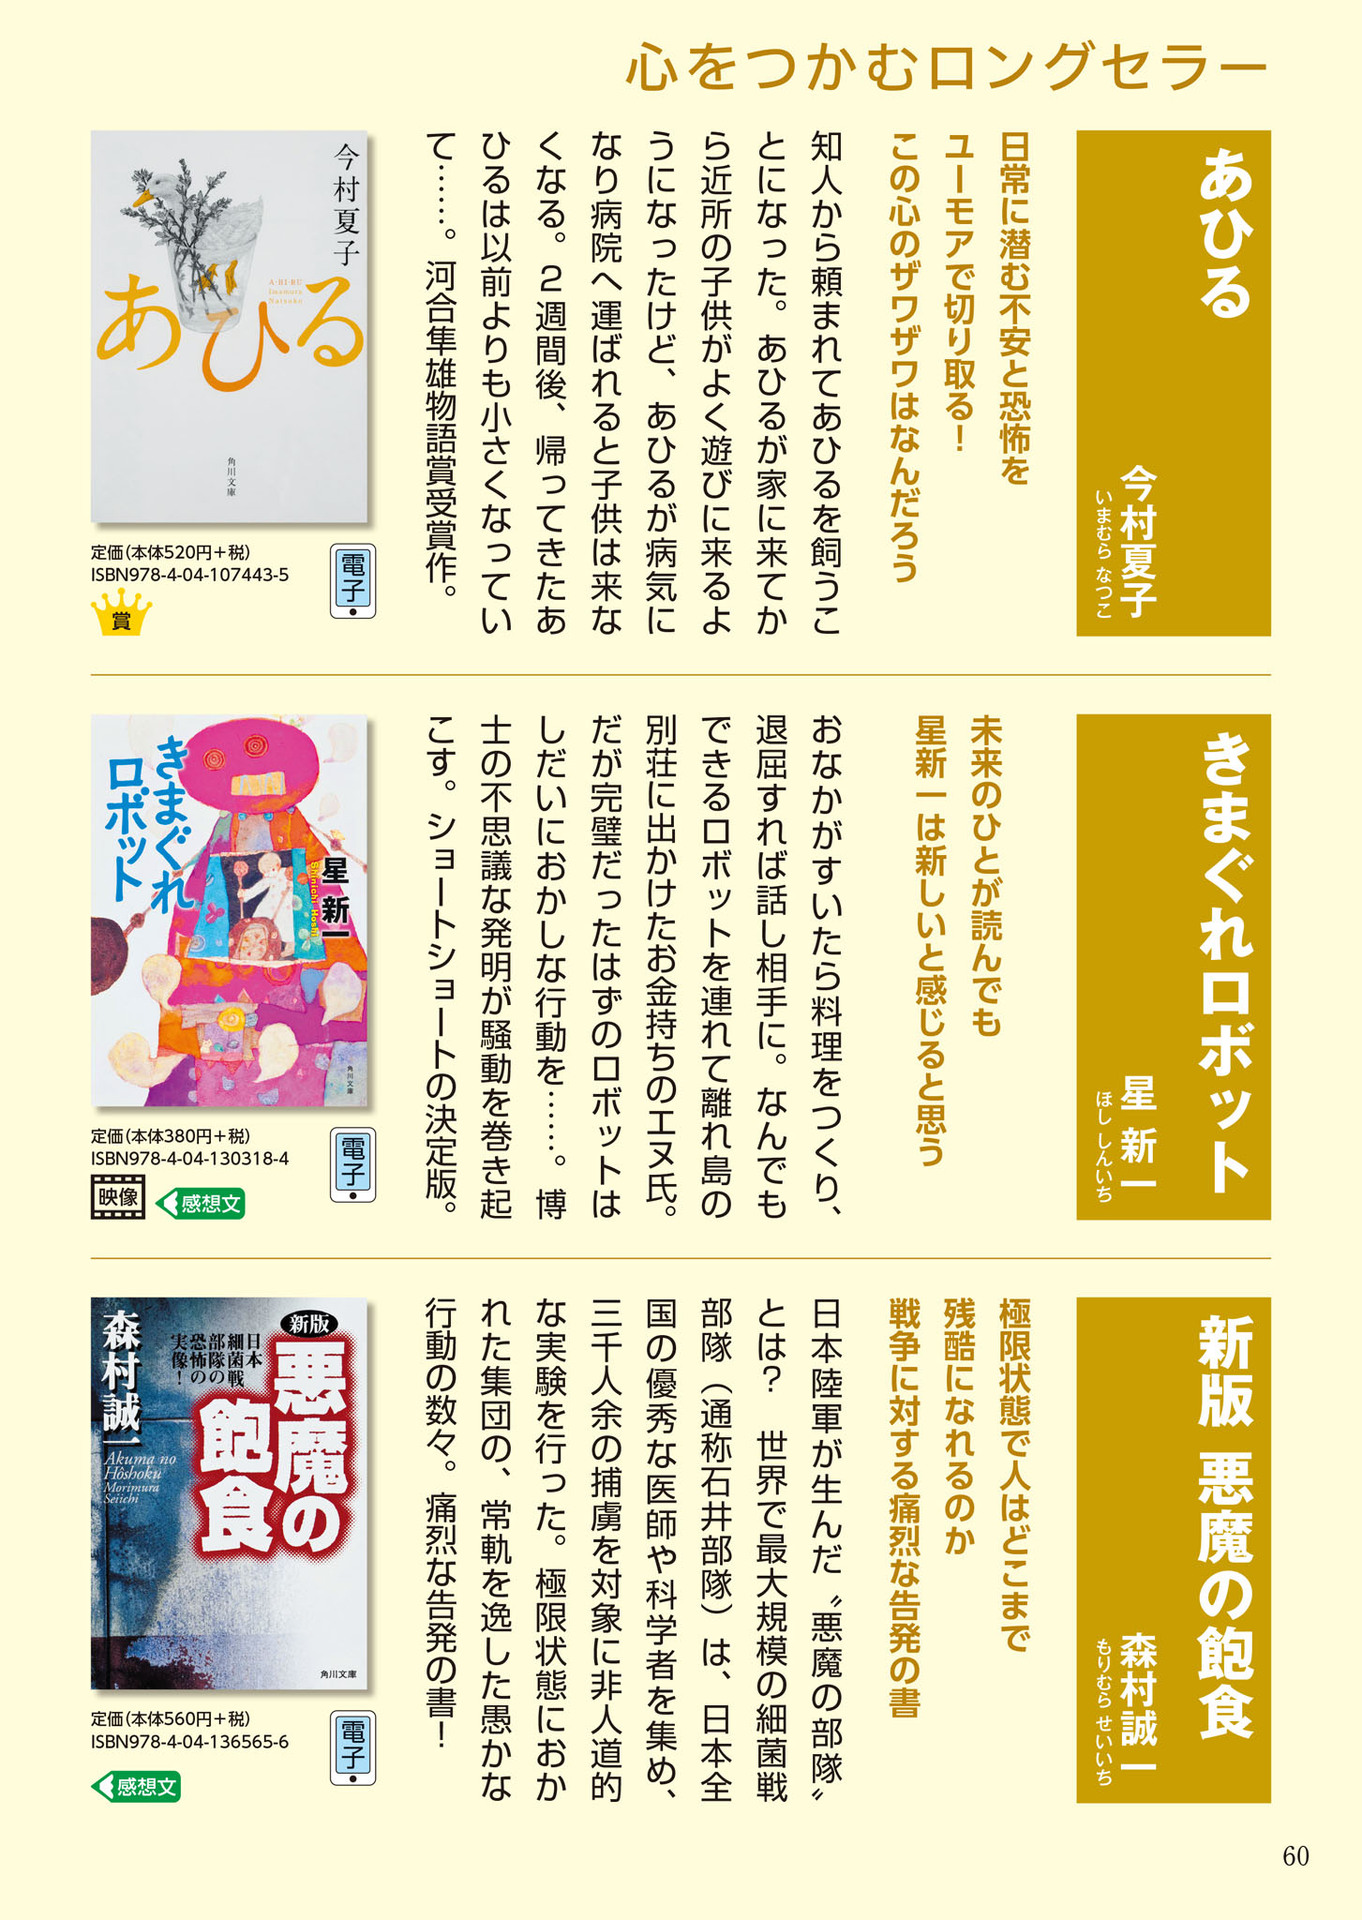 心をつかむロングセラー
あひる
今村夏子
いまむら なつこ
日常に潜む不安と恐怖を
ユーモアで切り取る！
この心のザワザワはなんだろう
知人から頼まれてあひるを飼うこ
とになった。あひるが家に来てか
ら近所の子供がよく遊びに来るよ
うになったけど、あひるが病気に
なり病院へ運ばれると子供は来な
くなる。２週間後、帰ってきたあ
ひるは以前よりも小さくなってい
て……。河合隼雄物語賞受賞作。
今村夏子
あひる
A・HI・RU
Imamura
Natsuko
角川文庫
定価（本体520円＋税）
ISBN978-4-04-107443-5
電子
賞
きまぐれロボット
星 新一
ほし しんいち
未来のひとが読んでも
星新一は新しいと感じると思う
おなかがすいたら料理をつくり、
退屈すれば話し相手に。なんでも
できるロボットを連れて離れ島の
別荘に出かけたお金持ちのエヌ氏。
だが完璧だったはずのロボットは
しだいにおかしな行動を……。博
士の不思議な発明が騒動を巻き起
こす。ショートショートの決定版。
きまぐれ
ロボット
星 新一
Shinichi Hoshi
角川文庫
定価（本体380円＋税）
ISBN978-4-04-130318-4
電子
映像
感想文
新版 悪魔の飽食
森村誠一
もりむら せいいち
極限状態で人はどこまで
残酷になれるのか
戦争に対する痛烈な告発の書
日本陸軍が生んだ〝悪魔の部隊〟
とは？　世界で最大規模の細菌戦
部隊（通称石井部隊）は、日本全
国の優秀な医師や科学者を集め、
三千人余の捕虜を対象に非人道的
な実験を行った。極限状態におか
れた集団の、常軌を逸した愚かな
行動の数々。痛烈な告発の書！
新版
悪魔の
飽食
日本
細菌戦
部隊の
恐怖の
実像！
森村誠一
Akuma no
Hōshoku
Morimura
Seiichi
角川文庫
定価（本体560円＋税）
ISBN978-4-04-136565-6
電子
感想文
60